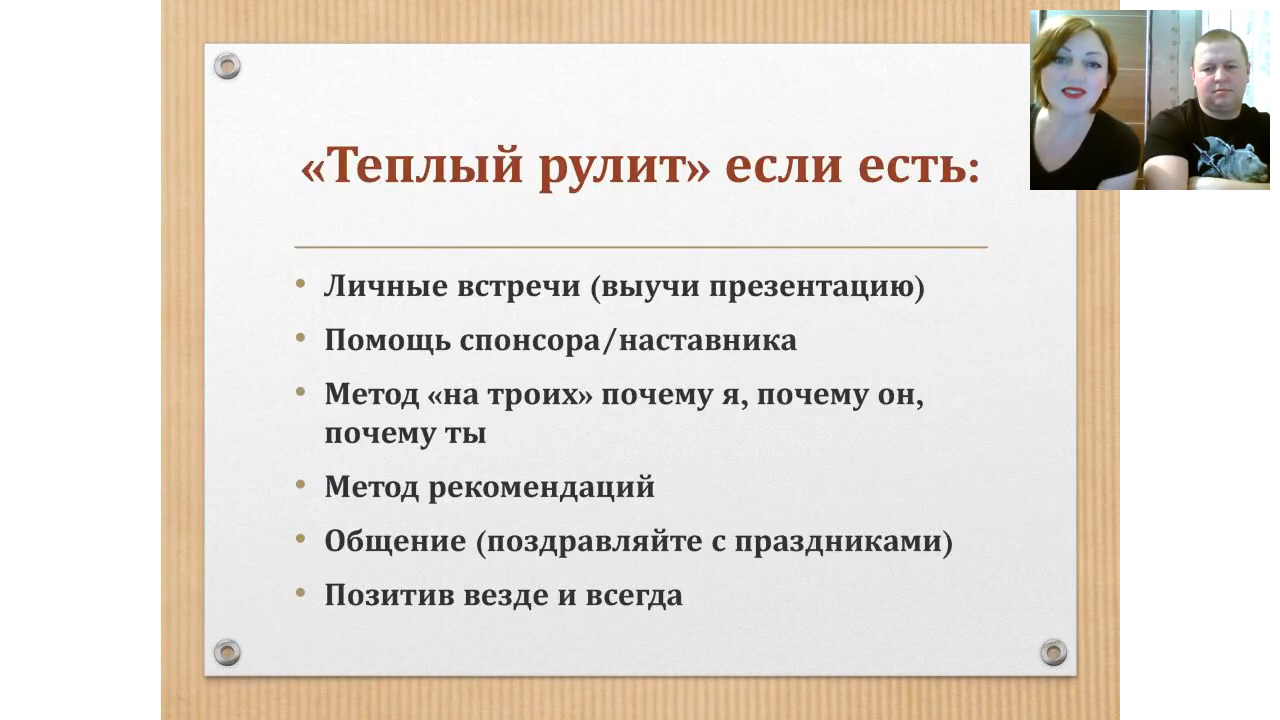 «Теплый рулит» если есть:
• Личные встречи (выучи презентацию)
• Помощь спонсора/наставника
• Метод «на троих» почему я, почему он,
почему ты
• Метод рекомендаций
• Общение (поздравляйте с праздниками)
• Позитив везде и всегда